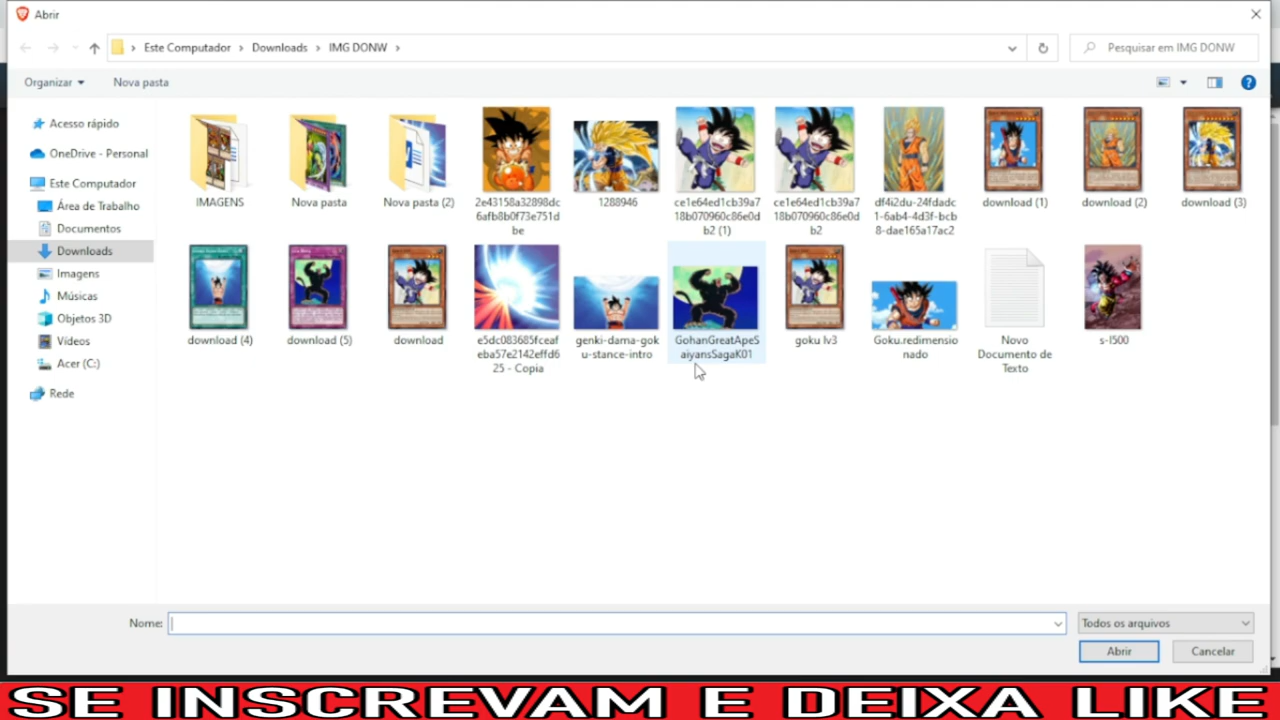 Abrir
Este Computador > Downloads > IMG DONW >
Pesquisar em IMG DONW
Organizar
Nova pasta
Acesso rápido
OneDrive - Personal
Este Computador
Área de Trabalho
Documentos
Downloads
Imagens
Músicas
Objetos 3D
Vídeos
Acer (C:)
Rede
IMAGENS
Nova pasta
Nova pasta (2)
2e43158a32898dc
6afb8b0f73e751d
be
1288946
ce1e64ed1cb39a7
18b070960c86e0d
b2 (1)
ce1e64ed1cb39a7
18b070960c86e0d
b2
df4i2du-24fdadc
1-6ab4-4d3f-bcb
8-dae165a17ac2
download (1)
download (2)
download (3)
download (4)
download (5)
download
e5dc083685fceaf
eba57e2142effd6
25 - Copia
genki-dama-gok
u-stance-intro
GohanGreatApeS
aiyansSagaK01
goku lv3
Goku.redimensio
nado
Novo
Documento de
Texto
s-l500
Nome:
Todos os arquivos
Abrir
Cancelar
SE INSCREVAM E DEIXA LIKE